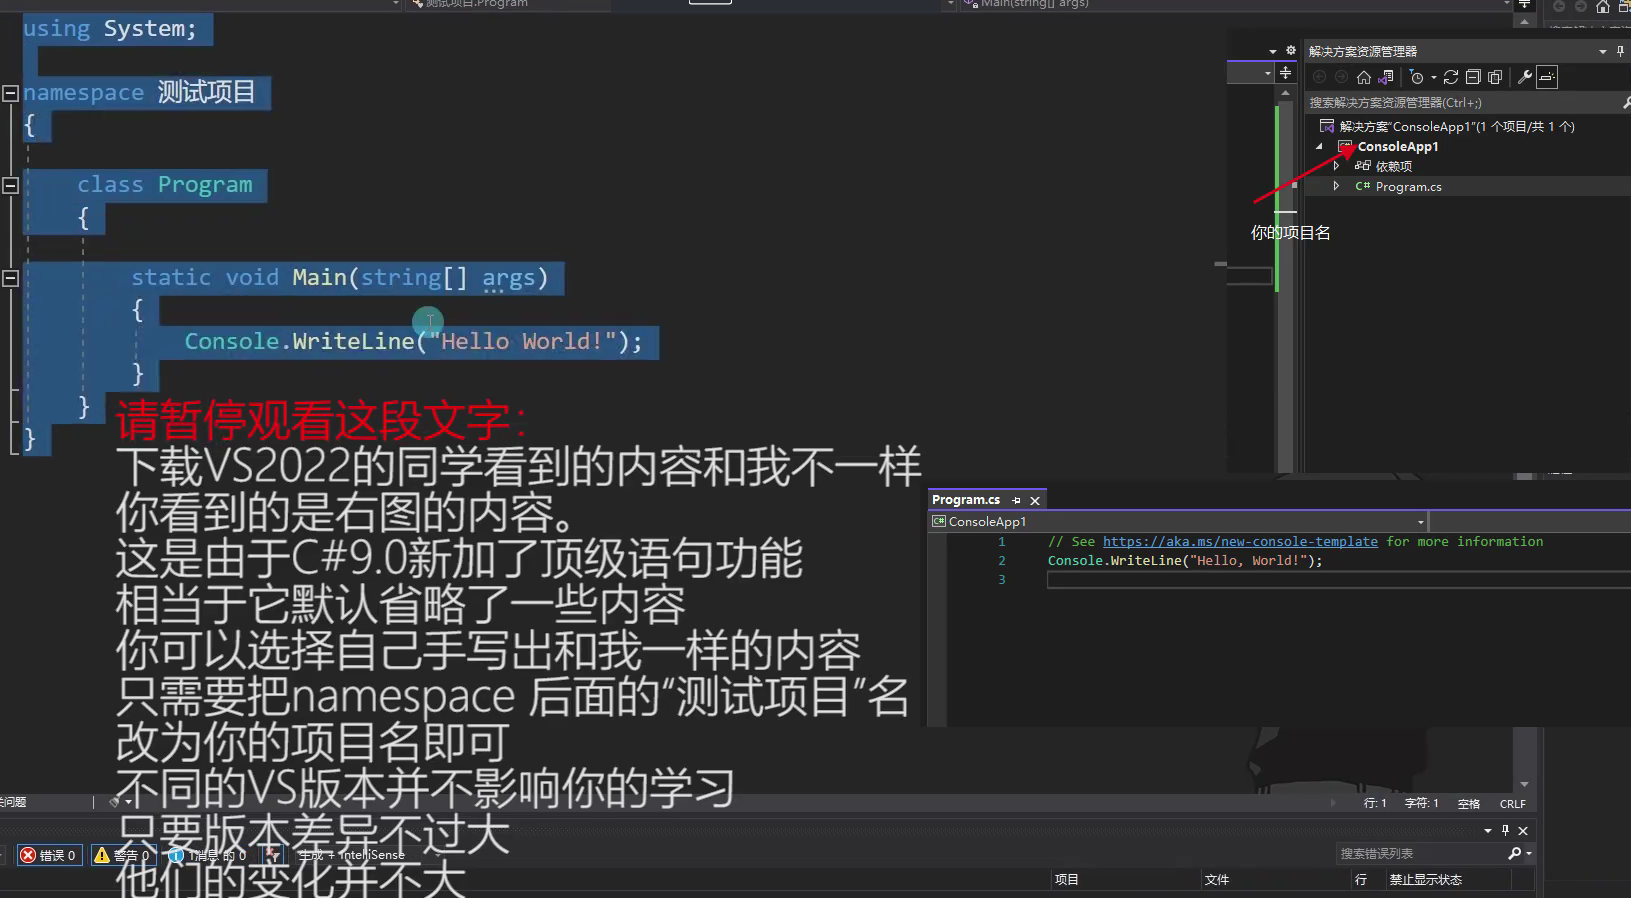 测试项目.Program
Main(string[] args)
using System;
namespace 测试项目
{
class Program
{
static void Main(string[] args)
{
Console.WriteLine("Hello World!");
}
}
}
解决方案资源管理器
搜索解决方案资源管理器(Ctrl+;)
解决方案"ConsoleApp1"(1 个项目/共 1 个)
ConsoleApp1
依赖项
C# Program.cs
你的项目名
请暂停观看这段文字：
下载VS2022的同学看到的内容和我不一样
你看到的是右图的内容。
这是由于C#9.0新加了顶级语句功能
相当于它默认省略了一些内容
你可以选择自己手写出和我一样的内容
只需要把namespace 后面的“测试项目”名
改为你的项目名即可
不同的VS版本并不影响你的学习
只要版本差异不过大
他们的变化并不大
Program.cs
C# ConsoleApp1
1 // See https://aka.ms/new-console-template for more information
2 Console.WriteLine("Hello, World!");
3
问题
行: 1 字符: 1 空格 CRLF
错误 0 警告 0 1消息 的 0 生成 + IntelliSense
搜索错误列表
项目 文件 行 禁止显示状态